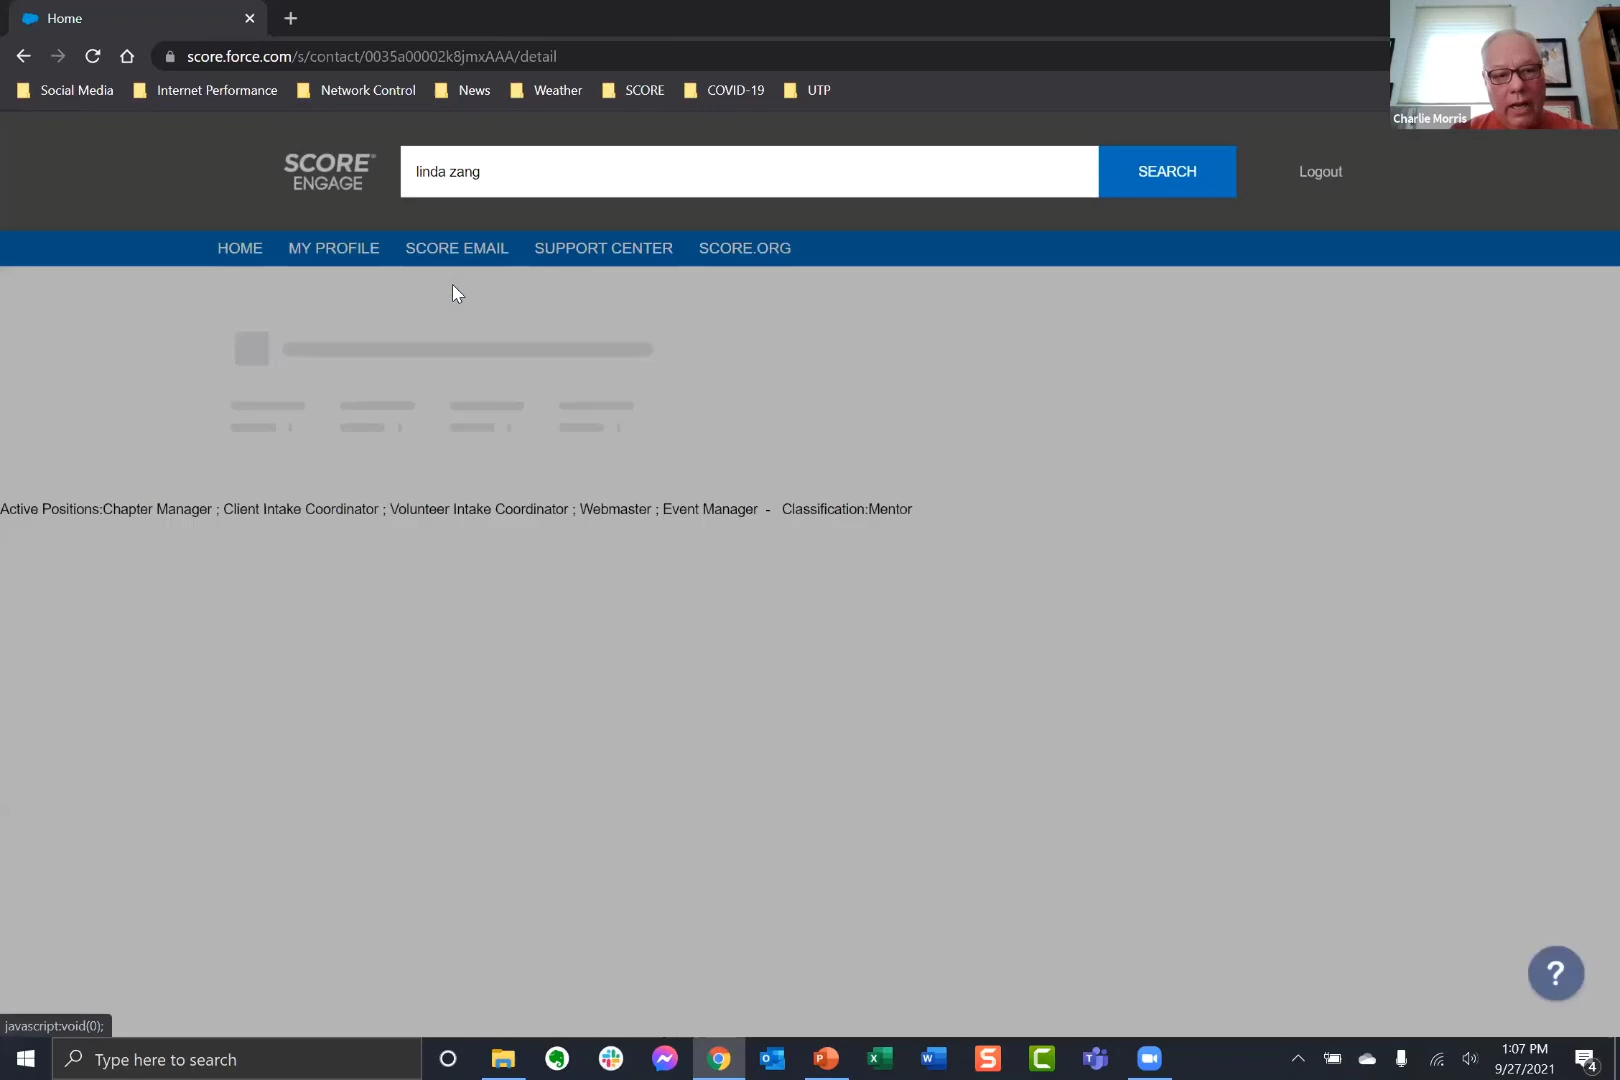 Home
score.force.com/s/contact/0035a00002k8jmxAAA/detail
Social Media Internet Performance Network Control News Weather SCORE COVID-19 UTP
Charlie Morris
SCORE
ENGAGE
linda zang
SEARCH
Logout
HOME MY PROFILE SCORE EMAIL SUPPORT CENTER SCORE.ORG
Active Positions:Chapter Manager ; Client Intake Coordinator ; Volunteer Intake Coordinator ; Webmaster ; Event Manager - Classification:Mentor
?
javascript:void(0);
Type here to search
1:07 PM
9/27/2021
4